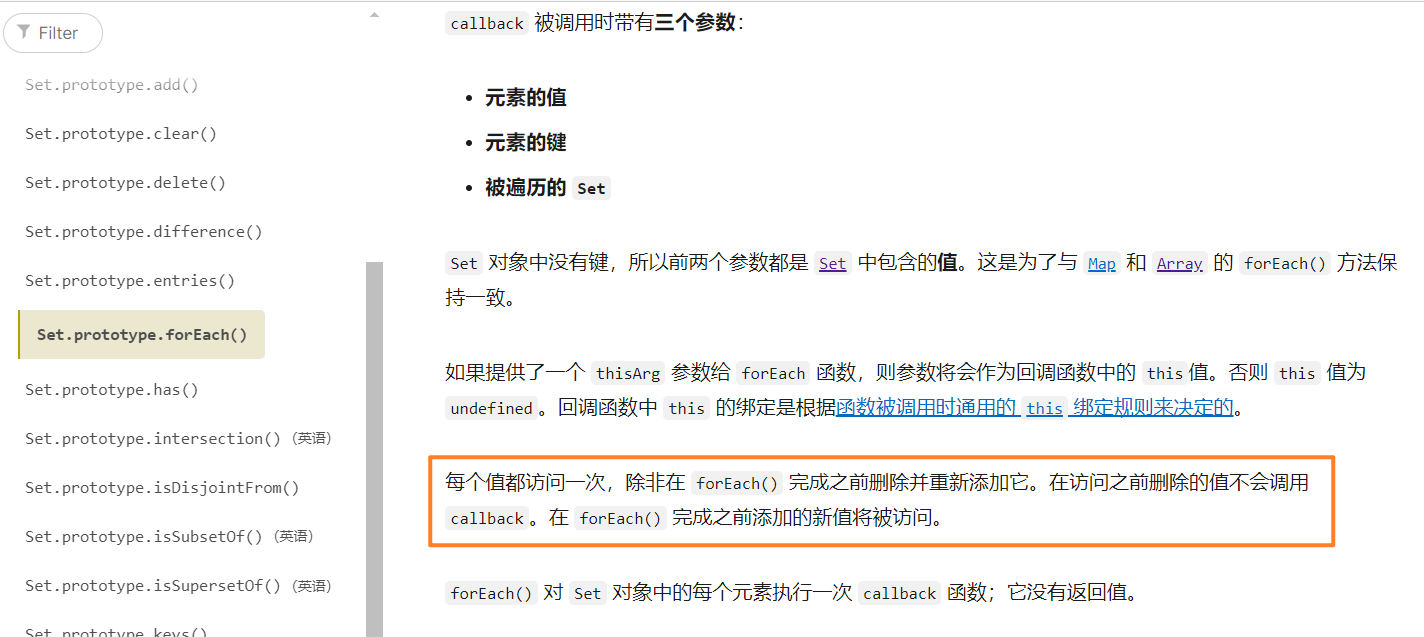 Filter
Set.prototype.add()
Set.prototype.clear()
Set.prototype.delete()
Set.prototype.difference()
Set.prototype.entries()
Set.prototype.forEach()
Set.prototype.has()
Set.prototype.intersection() (英语)
Set.prototype.isDisjointFrom()
Set.prototype.isSubsetOf() (英语)
Set.prototype.isSupersetOf() (英语)
Set.prototype.keys()
callback 被调用时带有三个参数：
• 元素的值
• 元素的键
• 被遍历的 Set
Set 对象中没有键，所以前两个参数都是 Set 中包含的值。这是为了与 Map 和 Array 的 forEach() 方法保
持一致。
如果提供了一个 thisArg 参数给 forEach 函数，则参数将会作为回调函数中的 this 值。否则 this 值为
undefined 。回调函数中 this 的绑定是根据函数被调用时通用的 this 绑定规则来决定的。
每个值都访问一次，除非在 forEach() 完成之前删除并重新添加它。在访问之前删除的值不会调用
callback 。在 forEach() 完成之前添加的新值将被访问。
forEach() 对 Set 对象中的每个元素执行一次 callback 函数；它没有返回值。